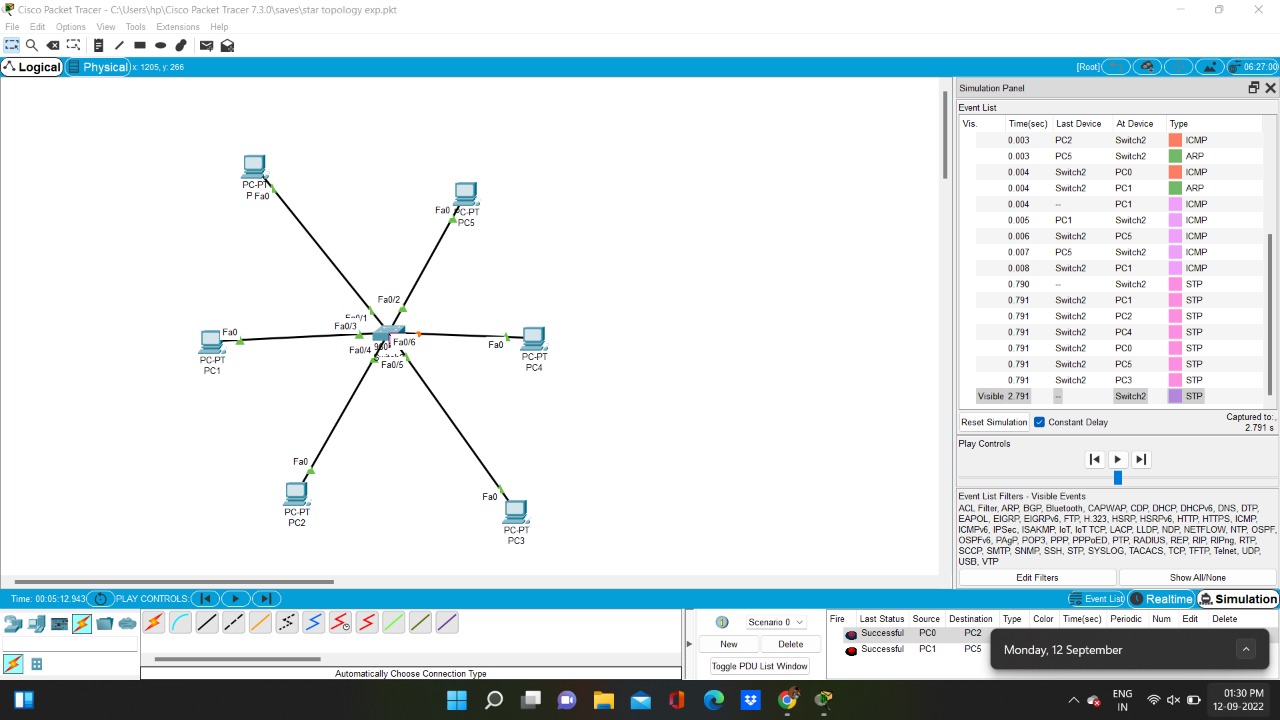 Cisco Packet Tracer - C:\Users\hp\Cisco Packet Tracer 7.3.0\saves\star topology exp.pkt
File Edit Options View Tools Extensions Help
Logical Physical x: 1205, y: 266 [Root] 06:27:00
Simulation Panel
Event List
Vis. Time(sec) Last Device At Device Type
0.003 PC2 Switch2 ICMP
0.003 PC5 Switch2 ARP
0.004 Switch2 PC0 ICMP
0.004 Switch2 PC1 ARP
0.004 -- PC1 ICMP
0.005 PC1 Switch2 ICMP
0.006 Switch2 PC5 ICMP
0.007 PC5 Switch2 ICMP
0.008 Switch2 PC1 ICMP
0.790 -- Switch2 STP
0.791 Switch2 PC1 STP
0.791 Switch2 PC2 STP
0.791 Switch2 PC4 STP
0.791 Switch2 PC0 STP
0.791 Switch2 PC5 STP
0.791 Switch2 PC3 STP
Visible 2.791 -- Switch2 STP
Reset Simulation Constant Delay Captured to:
2.791 s
Play Controls
Event List Filters - Visible Events
ACL Filter, ARP, BGP, Bluetooth, CAPWAP, CDP, DHCP, DHCPv6, DNS, DTP,
EAPOL, EIGRP, EIGRPv6, FTP, H.323, HSRP, HSRPv6, HTTP, HTTPS, ICMP,
ICMPv6, IPSec, ISAKMP, IoT, IoT TCP, LACP, LLDP, NDP, NETFLOW, NTP, OSPF,
OSPFv6, PAgP, POP3, PPP, PPPoED, PTP, RADIUS, REP, RIP, RIPng, RTP,
SCCP, SMTP, SNMP, SSH, STP, SYSLOG, TACACS, TCP, TFTP, Telnet, UDP,
USB, VTP
Edit Filters Show All/None
PC-PT
Fa0
Fa0 PC-PT
PC5
Fa0/2
Fa0/3
Fa0
PC-PT
PC1
Fa0/4 Fa0/6
Fa0/5
Fa0
PC-PT
PC4
Fa0
PC-PT
PC2
Fa0
PC-PT
PC3
Time: 00:05:12.943 PLAY CONTROLS: Event List Realtime Simulation
Scenario 0
New Delete
Toggle PDU List Window
Fire Last Status Source Destination Type Color Time(sec) Periodic Num Edit Delete
Successful PC0 PC2
Successful PC1 PC5
Monday, 12 September
Automatically Choose Connection Type
ENG
IN
01:30 PM
12-09-2022